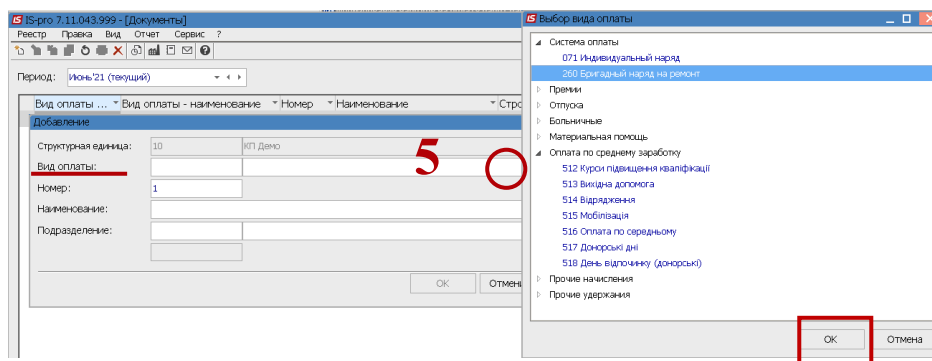 IS-pro 7.11.043.999 - [Документы]
Реестр Правка Вид Отчет Сервис ?
Период: Июнь'21 (текущий)
Вид оплаты ... Вид оплаты - наименование Номер Наименование Стро
Добавление
Структурная единица: 10 КП Демо
Вид оплаты:
5
Номер: 1
Наименование:
Подразделение:
ОК Отмен
Выбор вида оплаты
Система оплаты
071 Индивидуальный наряд
260 Бригадный наряд на ремонт
Премии
Отпуска
Больничные
Материальная помощь
Оплата по среднему заработку
512 Курси підвищення кваліфікації
513 Вихідна допомога
514 Відрядження
515 Мобілізація
516 Оплата по середньому
517 Донорські дні
518 День відпочинку (донорські)
Прочие начисления
Прочие удержания
ОК Отмена